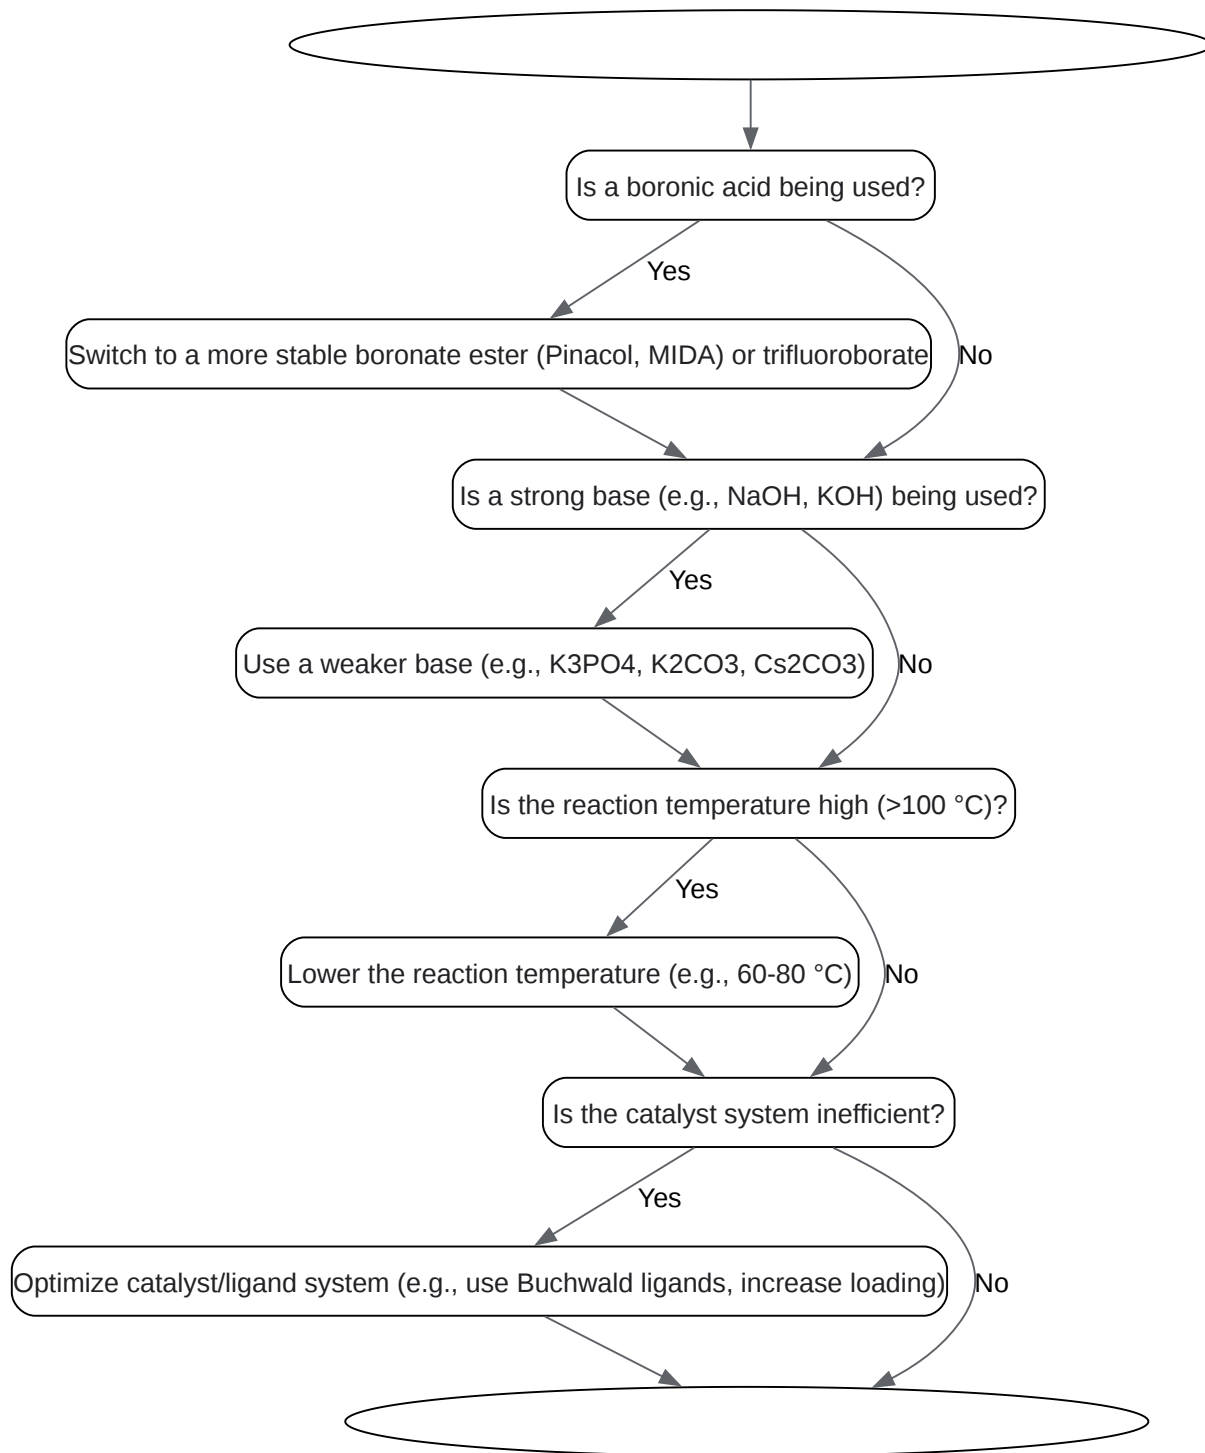 Is a boronic acid being used?
Yes
Switch to a more stable boronate ester (Pinacol, MIDA) or trifluoroborate
No
Is a strong base (e.g., NaOH, KOH) being used?
Yes
Use a weaker base (e.g., K3PO4, K2CO3, Cs2CO3)
No
Is the reaction temperature high (>100 °C)?
Yes
Lower the reaction temperature (e.g., 60-80 °C)
No
Is the catalyst system inefficient?
Yes
Optimize catalyst/ligand system (e.g., use Buchwald ligands, increase loading)
No